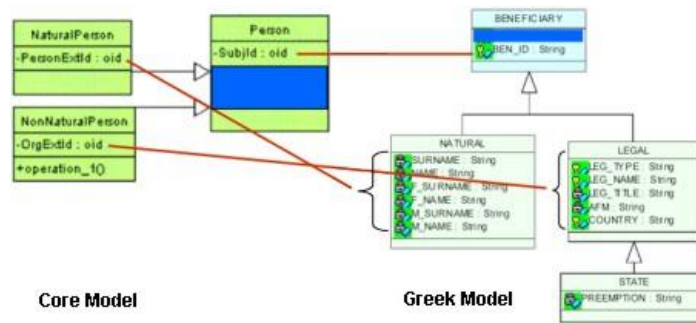 NaturalPerson
-PersonExtId : oid
NonNaturalPerson
-OrgExtId : oid
+operation_1()
Person
-SubjId : oid
BENEFICIARY
BEN_ID : String
NATURAL
SURNAME : String
NAME : String
F_SURNAME : String
F_NAME : String
M_SURNAME : String
M_NAME : String
LEGAL
LEG_TYPE : String
LEG_NAME : String
LEG_TITLE : String
AFM : String
COUNTRY : String
STATE
PREEMPTION : String
Core Model
Greek Model